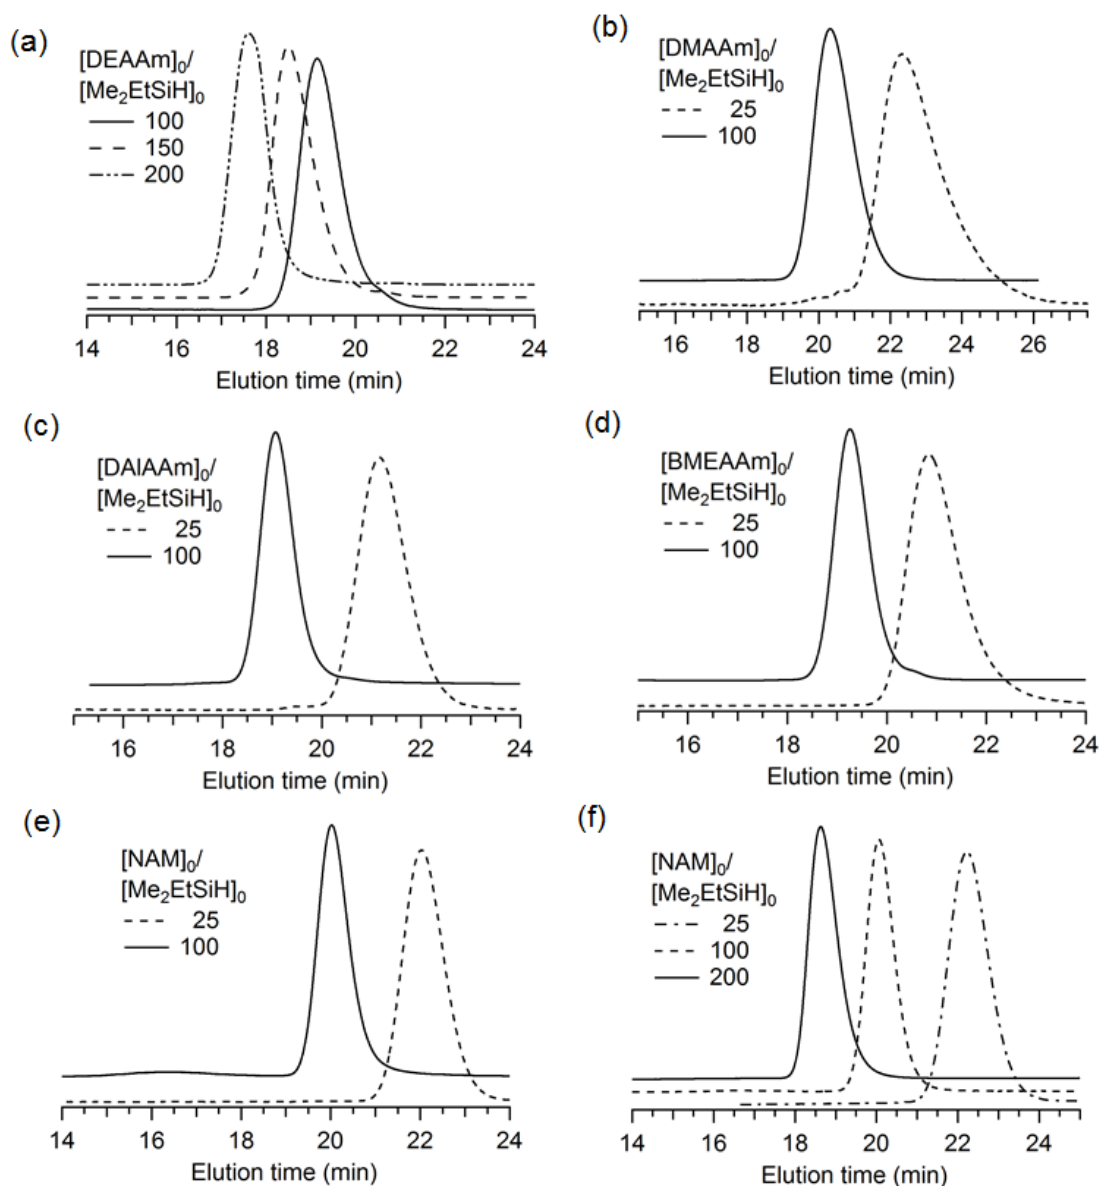 (a)
[DEAAm]₀/
[Me₂EtSiH]₀
100
150
200
14 16 18 20 22 24
Elution time (min)
(b)
[DMAAm]₀/
[Me₂EtSiH]₀
25
100
16 18 20 22 24 26
Elution time (min)
(c)
[DAIAAm]₀/
[Me₂EtSiH]₀
25
100
16 18 20 22 24
Elution time (min)
(d)
[BMEAAm]₀/
[Me₂EtSiH]₀
25
100
16 18 20 22 24
Elution time (min)
(e)
[NAM]₀/
[Me₂EtSiH]₀
25
100
14 16 18 20 22 24
Elution time (min)
(f)
[NAM]₀/
[Me₂EtSiH]₀
25
100
200
14 16 18 20 22 24
Elution time (min)